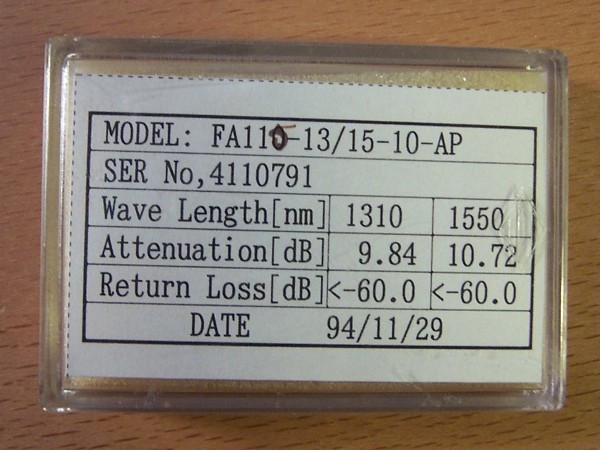 MODEL: FA110-13/15-10-AP
SER No,4110791
Wave Length[nm] 1310 1550
Attenuation[dB] 9.84 10.72
Return Loss[dB] <-60.0 <-60.0
DATE 94/11/29